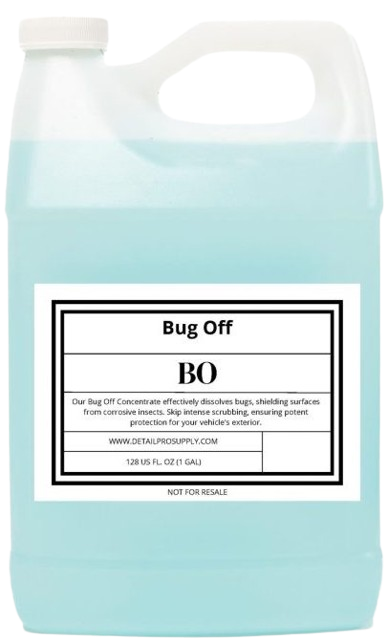 Bug Off
BO
Our Bug Off Concentrate effectively dissolves bugs, shielding surfaces
from corrosive insects. Skip intense scrubbing, ensuring potent
protection for your vehicle's exterior.
WWW.DETAILPROSUPPLY.COM
128 US FL. OZ (1 GAL)
NOT FOR RESALE